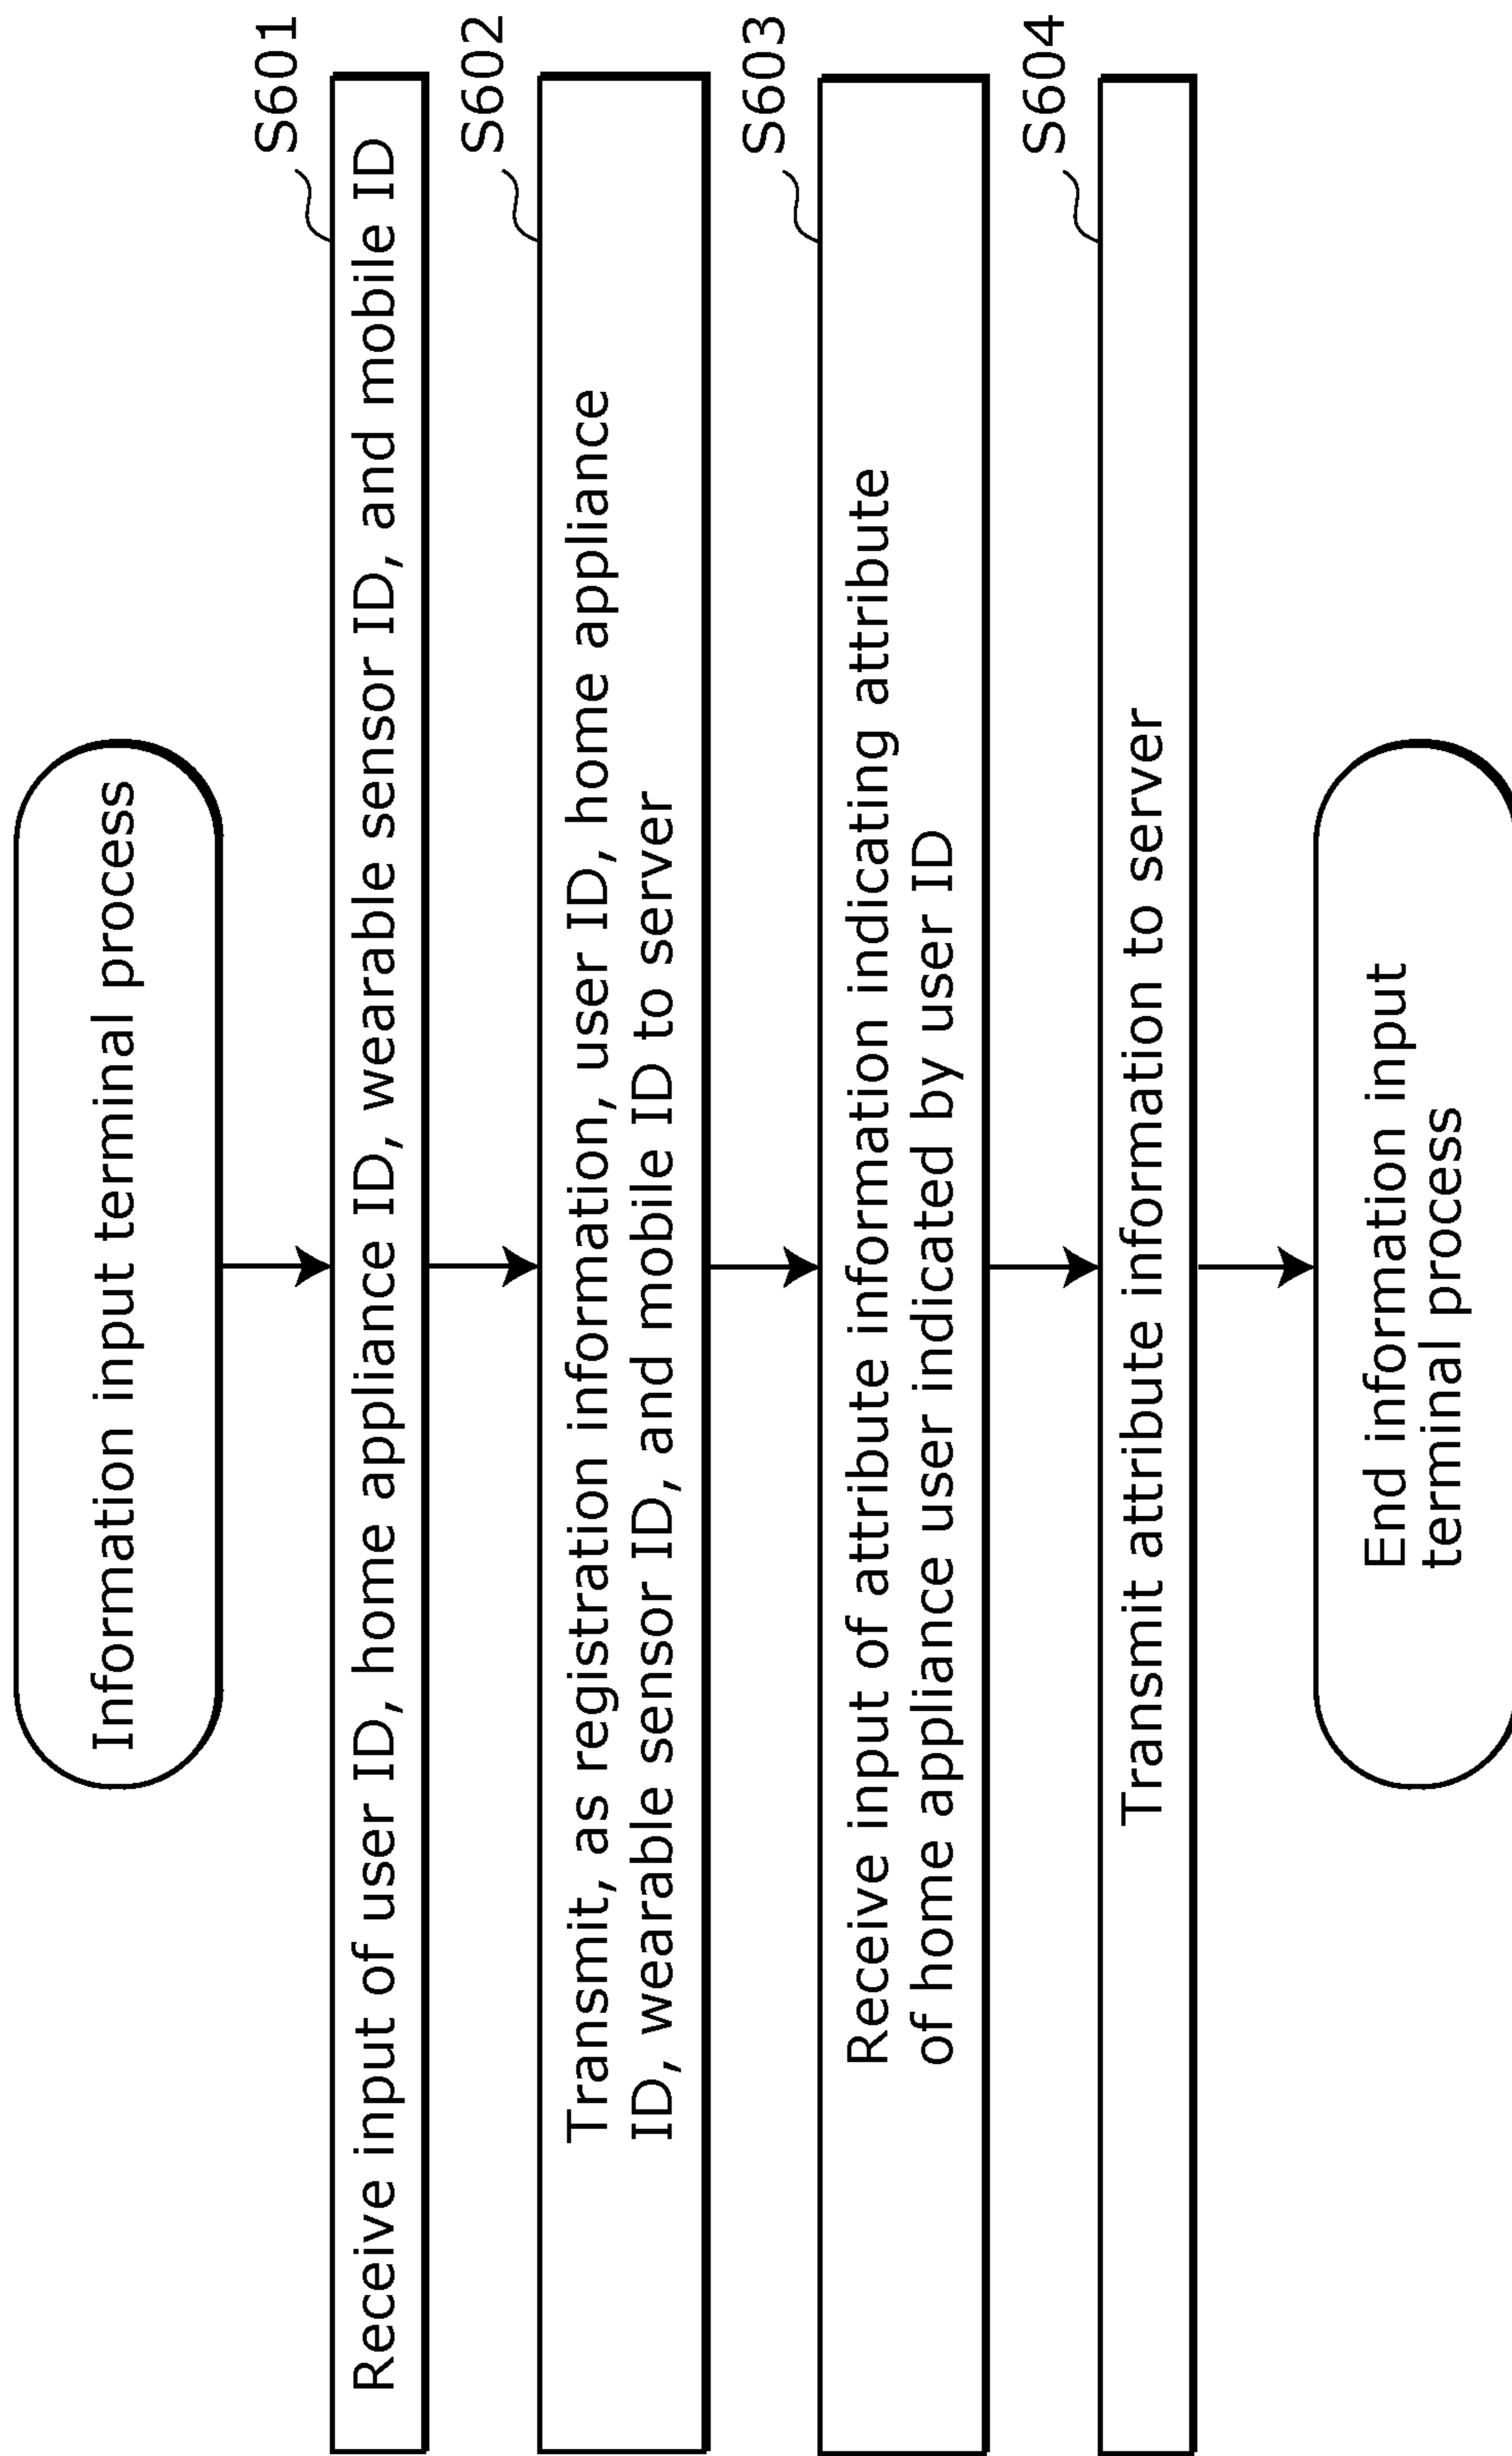 Information input terminal process
S601
Receive input of user ID, home appliance ID, wearable sensor ID, and mobile ID
S602
Transmit, as registration information, user ID, home appliance
ID, wearable sensor ID, and mobile ID to server
S603
Receive input of attribute information indicating attribute
of home appliance user indicated by user ID
S604
Transmit attribute information to server
End information input
terminal process